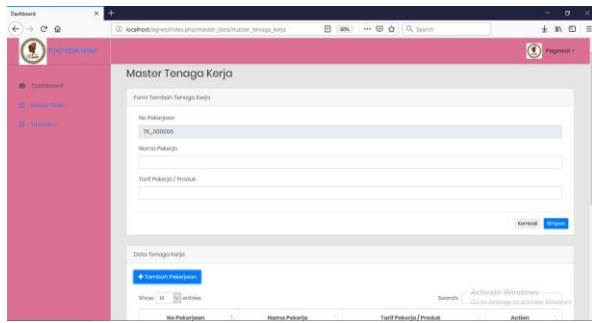 Dashboard
localhost/agnes/index.php/master_data/master_tenaga_kerja
90%
Search
Pegawai
Master Tenaga Kerja
Dashboard
Form Tambah Tenaga Kerja
No Pekerjaan
TK_000006
Nama Pekerja
Tarif Pekerja / Produk
Kembali Simpan
Data Tenaga Kerja
Tambah Pekerjaan
Show 10 entries
Search:
Activate Windows
Go to Settings to activate Windows.
No Pekerjaan Nama Pekerja Tarif Pekerja / Produk Action